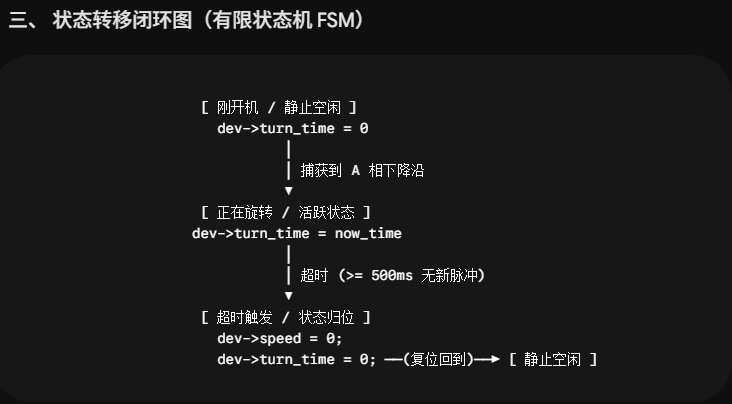 三、 状态转移闭环图（有限状态机 FSM）
[ 刚开机 / 静止空闲 ]
dev->turn_time = 0
捕获到 A 相下降沿
[ 正在旋转 / 活跃状态 ]
dev->turn_time = now_time
超时 (>= 500ms 无新脉冲)
[ 超时触发 / 状态归位 ]
dev->speed = 0;
dev->turn_time = 0; ——(复位回到)——► [ 静止空闲 ]